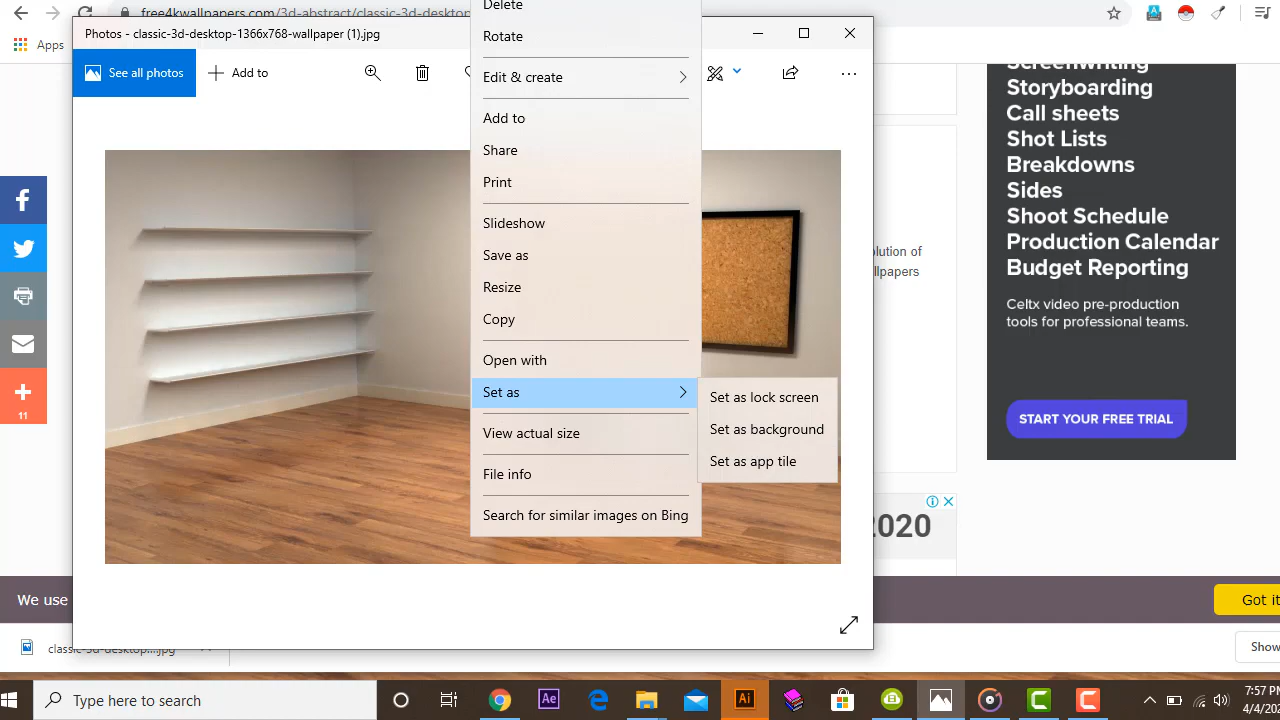 free4kwallpapers.com/3d-abstract/classic-3d-desktop
Apps
Photos - classic-3d-desktop-1366x768-wallpaper (1).jpg
See all photos
Add to
Delete
Rotate
Edit & create
Add to
Share
Print
Slideshow
Save as
Resize
Copy
Open with
Set as
View actual size
File info
Search for similar images on Bing
Set as lock screen
Set as background
Set as app tile
11
olution of
llpapers
Screenwriting
Storyboarding
Call sheets
Shot Lists
Breakdowns
Sides
Shoot Schedule
Production Calendar
Budget Reporting
Celtx video pre-production
tools for professional teams.
START YOUR FREE TRIAL
2020
We use
Got it
classic-3d-desktop....jpg
Show
Type here to search
Ae
Ai
7:57 PM
4/4/202